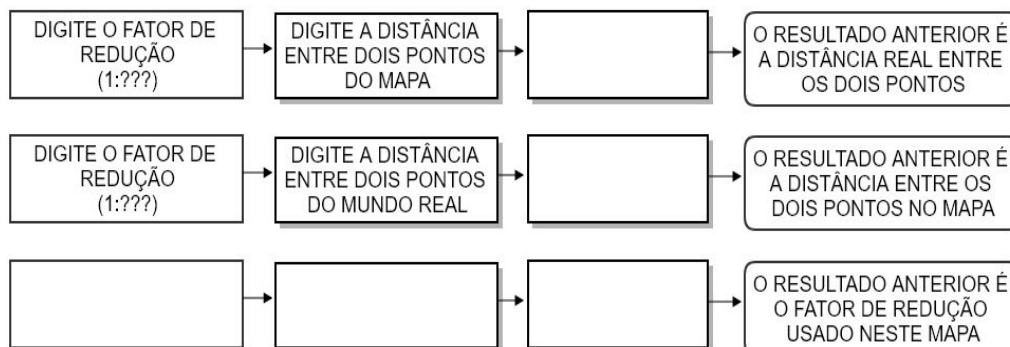 DIGITE O FATOR DE
REDUÇÃO
(1:???)
DIGITE A DISTÂNCIA
ENTRE DOIS PONTOS
DO MAPA
O RESULTADO ANTERIOR É
A DISTÂNCIA REAL ENTRE
OS DOIS PONTOS
DIGITE O FATOR DE
REDUÇÃO
(1:???)
DIGITE A DISTÂNCIA
ENTRE DOIS PONTOS
DO MUNDO REAL
O RESULTADO ANTERIOR É
A DISTÂNCIA ENTRE OS
DOIS PONTOS NO MAPA
O RESULTADO ANTERIOR É
O FATOR DE REDUÇÃO
USADO NESTE MAPA